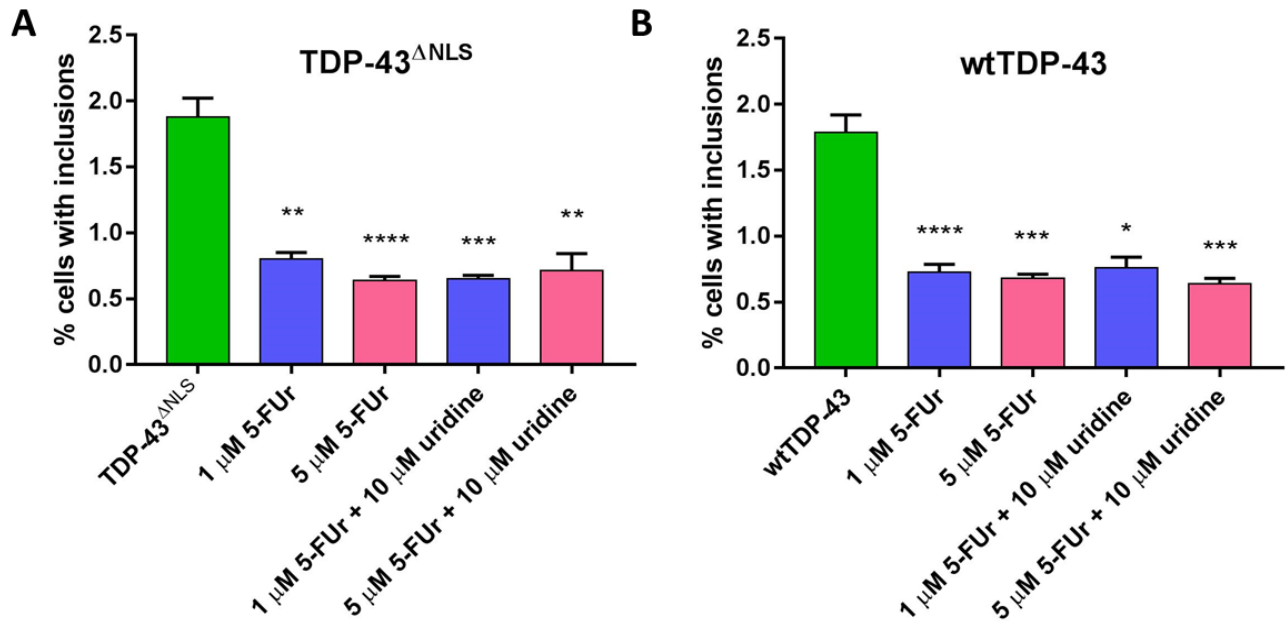 A
TDP-43ΔNLS
% cells with inclusions
2.5
2.0
1.5
1.0
0.5
0.0
**
****
***
**
TDP-43ΔNLS
1 μM 5-FUr
5 μM 5-FUr
1 μM 5-FUr + 10 μM uridine
5 μM 5-FUr + 10 μM uridine
B
wtTDP-43
% cells with inclusions
2.5
2.0
1.5
1.0
0.5
0.0
****
***
*
***
wtTDP-43
1 μM 5-FUr
5 μM 5-FUr
1 μM 5-FUr + 10 μM uridine
5 μM 5-FUr + 10 μM uridine